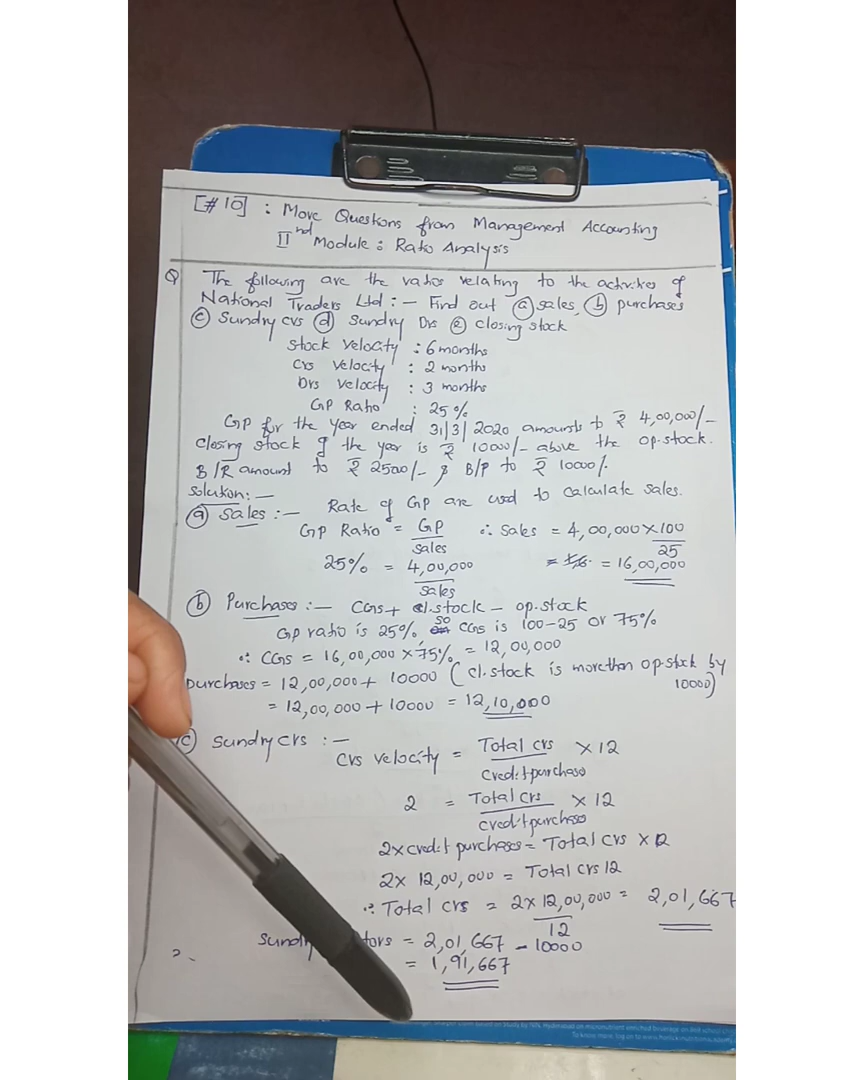 [#10] : More Questions from Management Accounting
IInd Module : Ratio Analysis
Q The following are the ratios relating to the activities of
National Traders Ltd :— Find out (a) sales, (b) purchases
(c) Sundry crs (d) Sundry Drs (e) closing stock
Stock velocity : 6 months
Crs velocity : 2 months
Drs velocity : 3 months
GP Ratio : 25%
GP for the year ended 31|3|2020 amounts to ₹ 4,00,000/-
Closing stock of the year is ₹ 10000/- above the op.stock.
B/R amount to ₹ 25000/- & B/P to ₹ 10000/.
Solution: —
(a) Sales :— Rate of GP are used to calculate sales.
GP Ratio = GP / Sales ∴ Sales = 4,00,000 × 100 / 25
25% = 4,00,000 / Sales = 16,00,000
(b) Purchases :— CGS + cl.stock — op.stock
GP ratio is 25%, so CGS is 100-25 or 75%
∴ CGS = 16,00,000 × 75% = 12,00,000
purchases = 12,00,000 + 10000 (cl.stock is more than op.stock by 10000)
= 12,00,000 + 10000 = 12,10,000
(c) Sundry crs :—
Crs velocity = Total crs / Credit purchase × 12
2 = Total crs / credit purchase × 12
2 x credit purchases = Total crs × 12
2 x 12,00,000 = Total crs 12
∴ Total crs = 2 x 12,00,000 / 12 = 2,01,667
= 2,01,667 — 10000
= 1,91,667